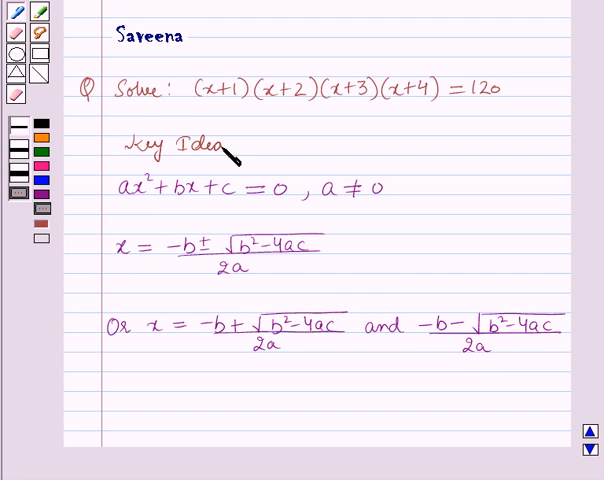 Saveena
Q Solve: (x+1)(x+2)(x+3)(x+4) = 120
Key Idea
ax²+bx+c = 0, a ≠ 0
x = -b ± √(b²-4ac) / 2a
Or x = -b + √(b²-4ac) / 2a and -b - √(b²-4ac) / 2a